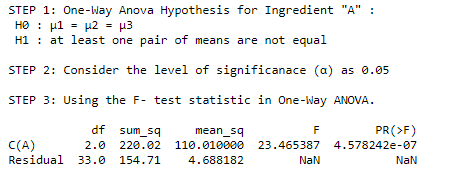 STEP 1: One-Way Anova Hypothesis for Ingredient "A" :
H0 : μ1 = μ2 = μ3
H1 : at least one pair of means are not equal
STEP 2: Consider the level of significanace (α) as 0.05
STEP 3: Using the F- test statistic in One-Way ANOVA.
df sum_sq mean_sq F PR(>F)
C(A) 2.0 220.02 110.010000 23.465387 4.578242e-07
Residual 33.0 154.71 4.688182 NaN NaN